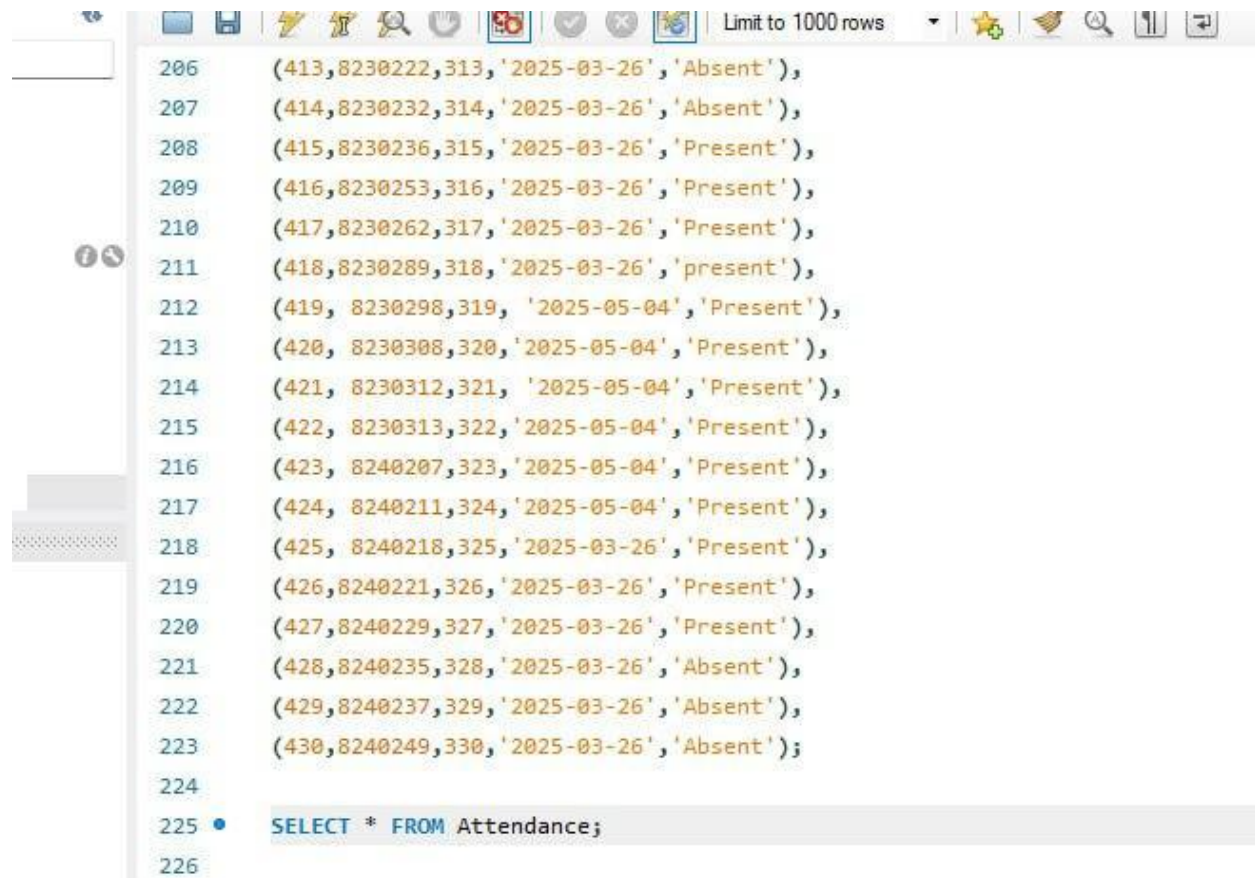 Limit to 1000 rows
206 (413,8230222,313,'2025-03-26','Absent'),
207 (414,8230232,314,'2025-03-26','Absent'),
208 (415,8230236,315,'2025-03-26','Present'),
209 (416,8230253,316,'2025-03-26','Present'),
210 (417,8230262,317,'2025-03-26','Present'),
211 (418,8230289,318,'2025-03-26','present'),
212 (419, 8230298,319, '2025-05-04','Present'),
213 (420, 8230308,320,'2025-05-04','Present'),
214 (421, 8230312,321, '2025-05-04','Present'),
215 (422, 8230313,322,'2025-05-04','Present'),
216 (423, 8240207,323,'2025-05-04','Present'),
217 (424, 8240211,324,'2025-05-04','Present'),
218 (425, 8240218,325,'2025-03-26','Present'),
219 (426,8240221,326,'2025-03-26','Present'),
220 (427,8240229,327,'2025-03-26','Present'),
221 (428,8240235,328,'2025-03-26','Absent'),
222 (429,8240237,329,'2025-03-26','Absent'),
223 (430,8240249,330,'2025-03-26','Absent');
224
225 SELECT * FROM Attendance;
226